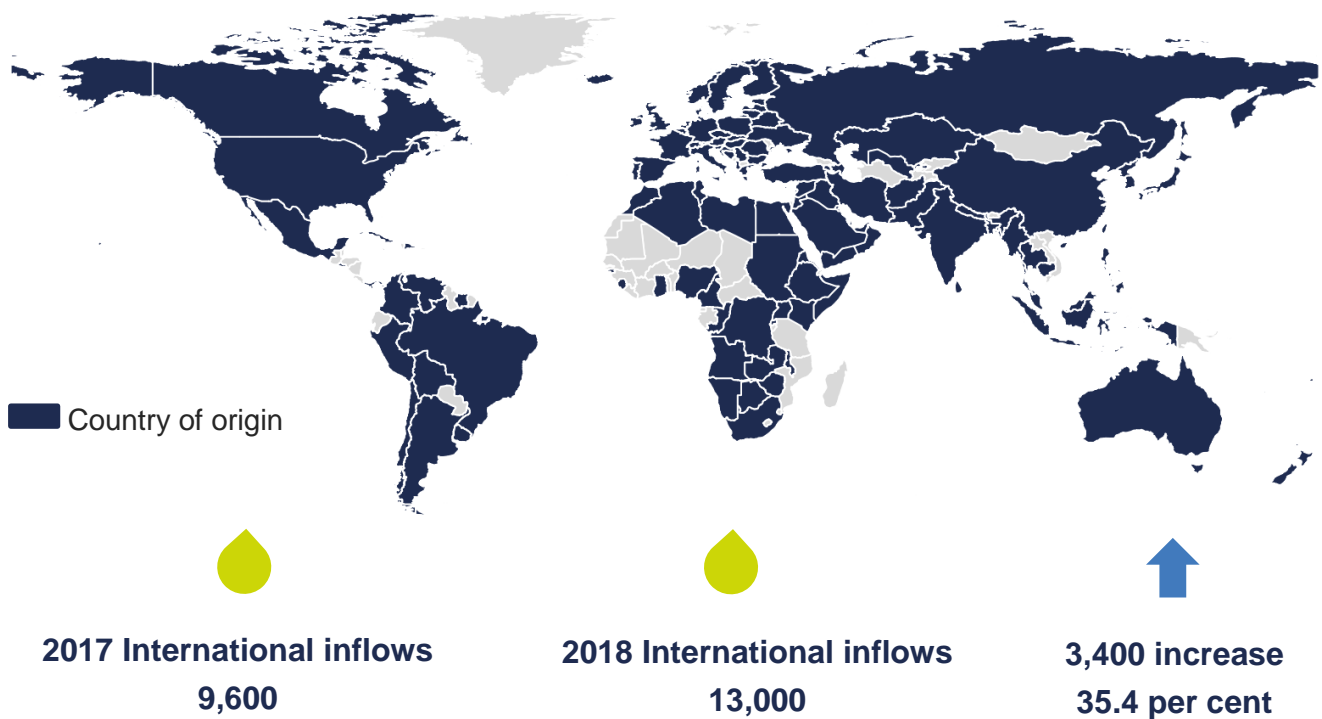 Country of origin
2017 International inflows
9,600
2018 International inflows
13,000
3,400 increase
35.4 per cent